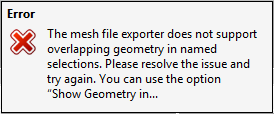 Error
The mesh file exporter does not support
overlapping geometry in named
selections. Please resolve the issue and
try again. You can use the option
“Show Geometry in...